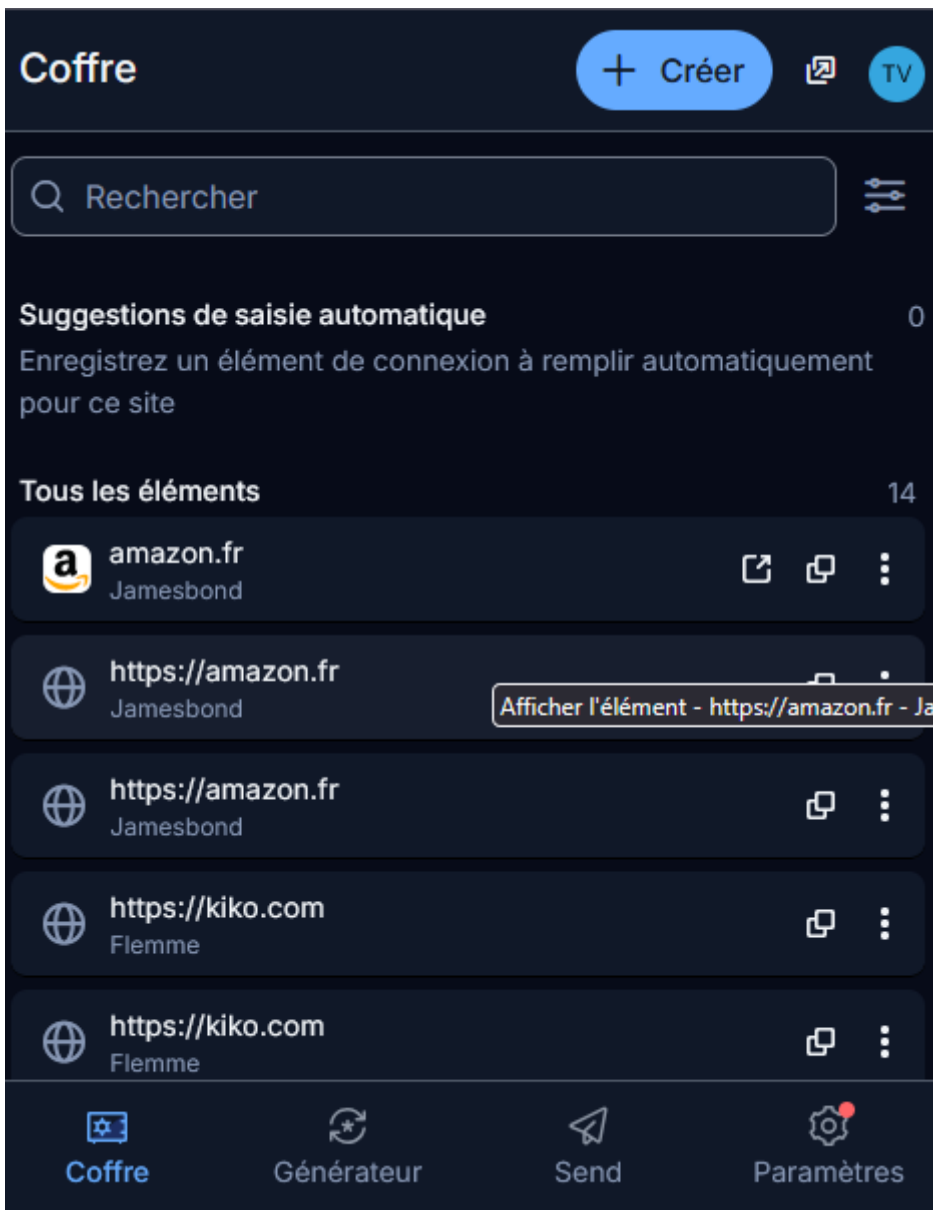 Coffre
+ Créer
TV
Rechercher
Suggestions de saisie automatique
0
Enregistrez un élément de connexion à remplir automatiquement
pour ce site
Tous les éléments
14
amazon.fr
Jamesbond
https://amazon.fr
Jamesbond
Afficher l'élément - https://amazon.fr - Ja
https://amazon.fr
Jamesbond
https://kiko.com
Flemme
https://kiko.com
Flemme
Coffre
Générateur
Send
Paramètres